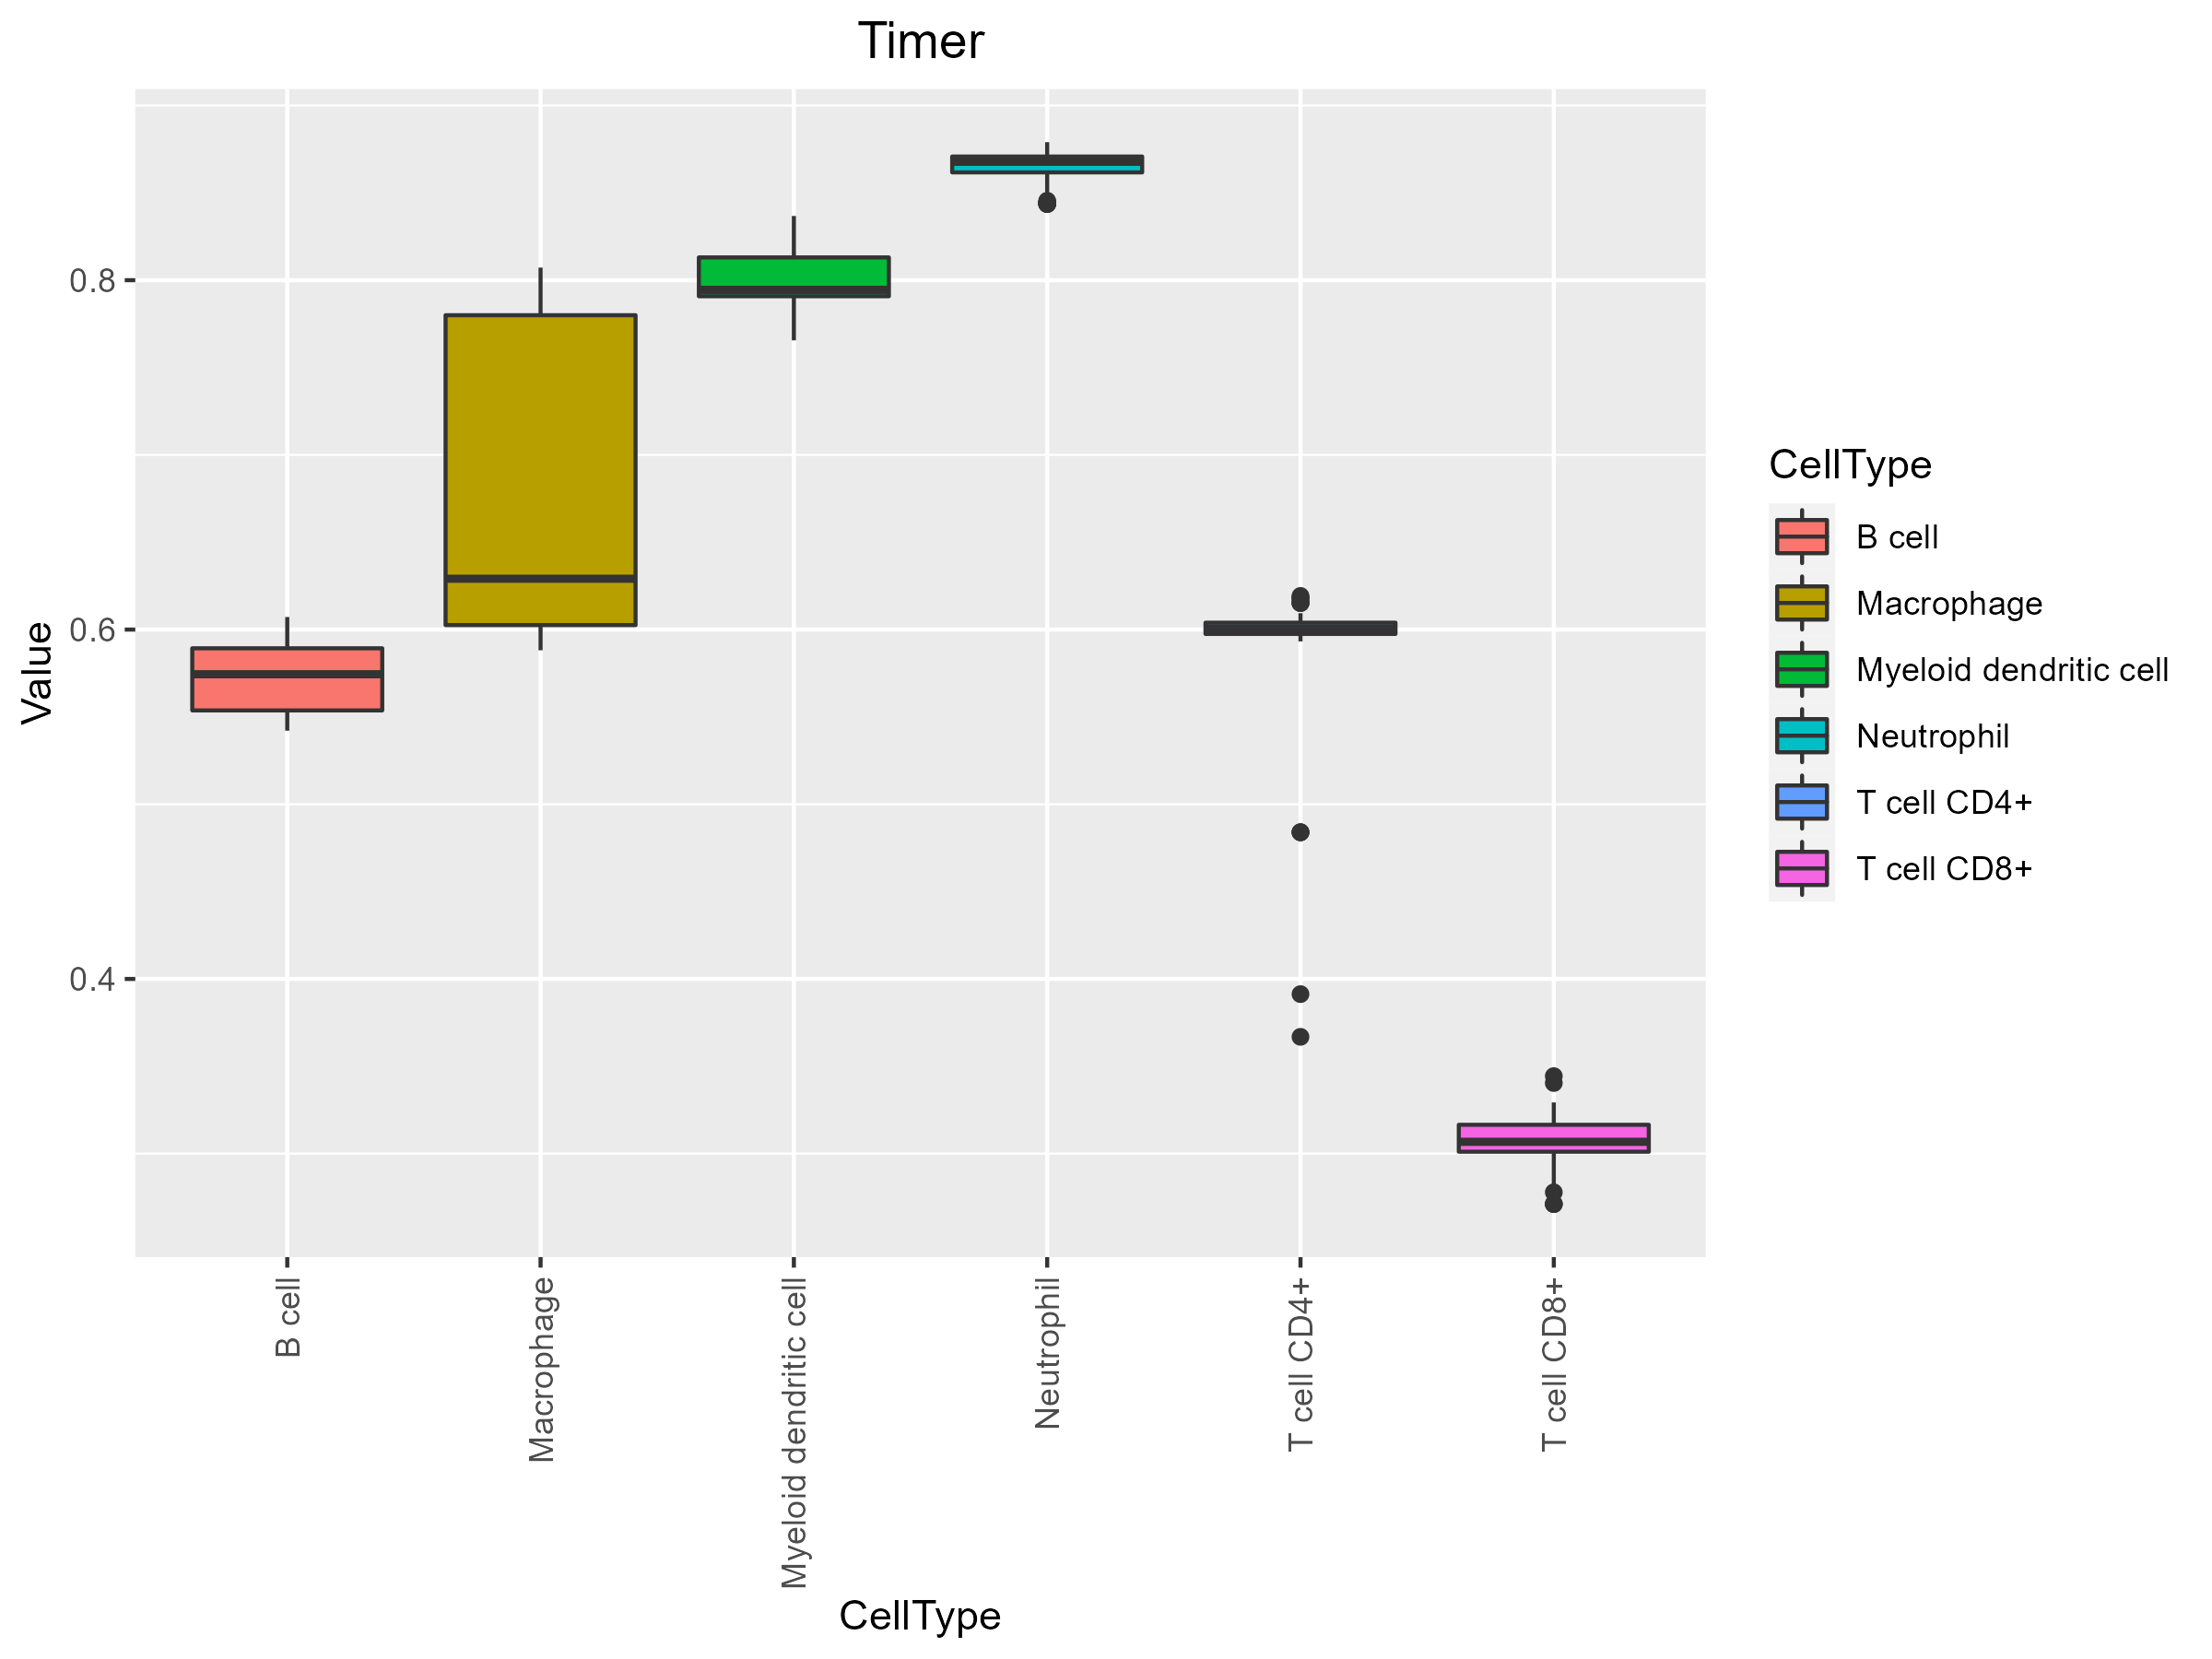 Timer
Value
0.8
0.6
0.4
B cell
Macrophage
Myeloid dendritic cell
Neutrophil
T cell CD4+
T cell CD8+
CellType
CellType
B cell
Macrophage
Myeloid dendritic cell
Neutrophil
T cell CD4+
T cell CD8+